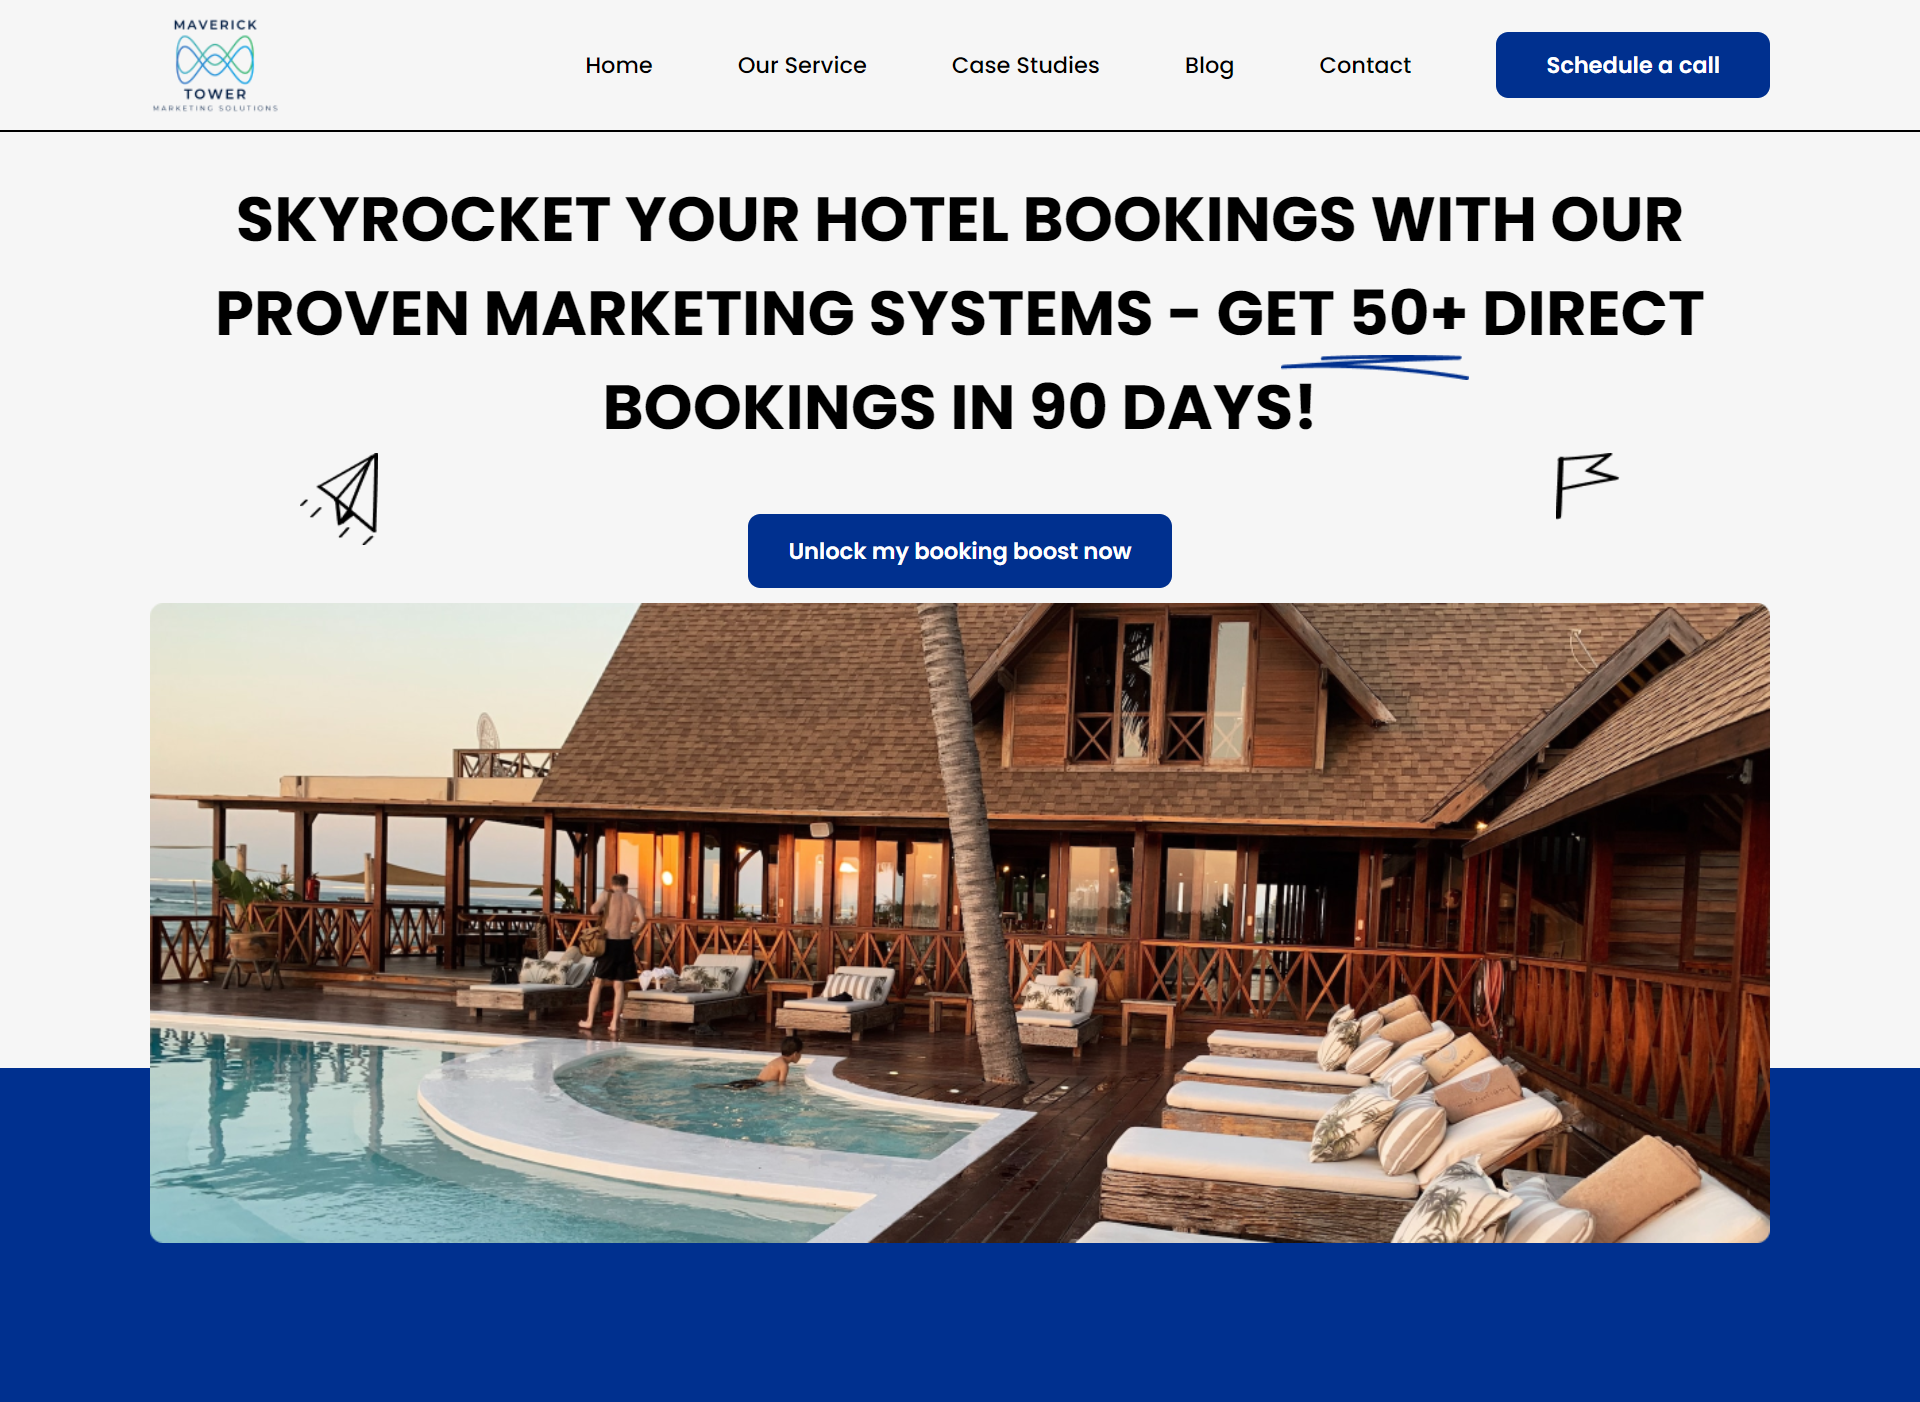 MAVERICK
TOWER
MARKETING SOLUTIONS
Home
Our Service
Case Studies
Blog
Contact
Schedule a call
SKYROCKET YOUR HOTEL BOOKINGS WITH OUR
PROVEN MARKETING SYSTEMS - GET 50+ DIRECT
BOOKINGS IN 90 DAYS!
Unlock my booking boost now